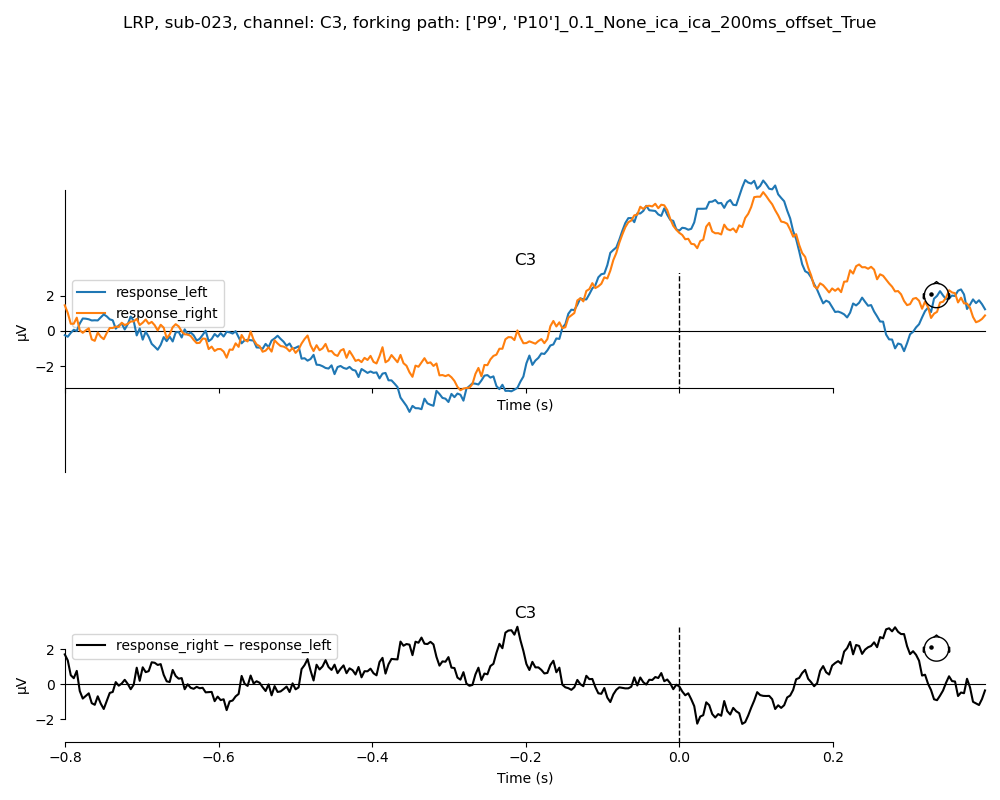 LRP, sub-023, channel: C3, forking path: ['P9', 'P10']_0.1_None_ica_ica_200ms_offset_True
C3
response_left
response_right
µV
2
0
−2
Time (s)
C3
response_right − response_left
µV
2
0
−2
−0.8 −0.6 −0.4 −0.2 0.0 0.2
Time (s)